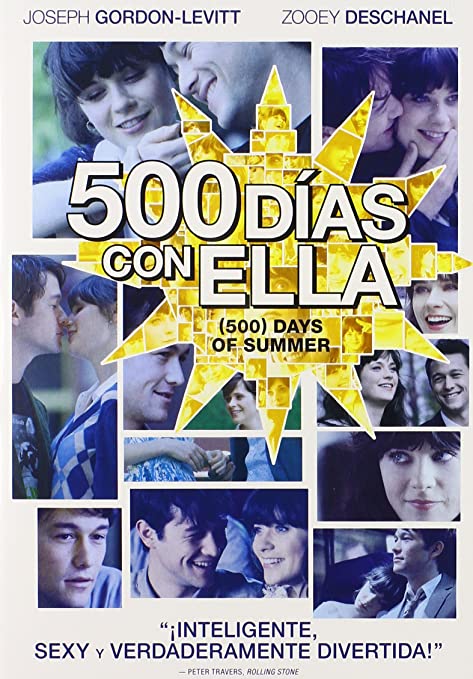 JOSEPH GORDON-LEVITT ZOOEY DESCHANEL
500 DÍAS
CON ELLA
(500) DAYS
OF SUMMER
“¡INTELIGENTE,
SEXY Y VERDADERAMENTE DIVERTIDA!”
— PETER TRAVERS, ROLLING STONE